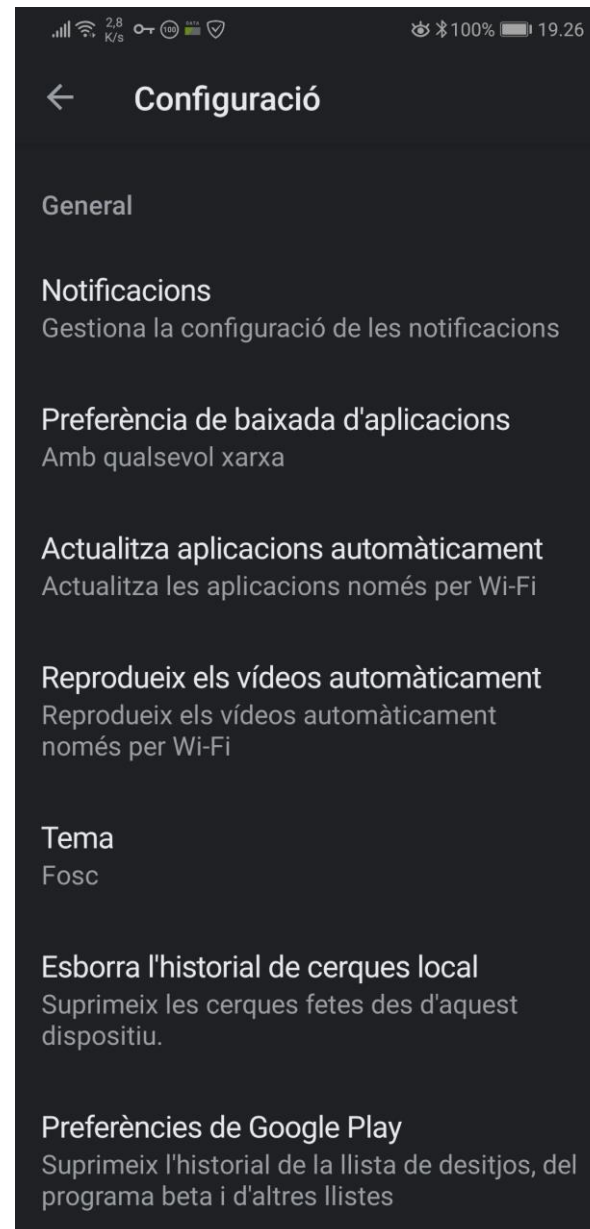 2,8 K/s 100 DATA 100% 19.26
Configuració
General
Notificacions
Gestiona la configuració de les notificacions
Preferència de baixada d'aplicacions
Amb qualsevol xarxa
Actualitza aplicacions automàticament
Actualitza les aplicacions només per Wi-Fi
Reprodueix els vídeos automàticament
Reprodueix els vídeos automàticament
només per Wi-Fi
Tema
Fosc
Esborra l'historial de cerques local
Suprimeix les cerques fetes des d'aquest
dispositiu.
Preferències de Google Play
Suprimeix l'historial de la llista de desitjos, del
programa beta i d'altres llistes